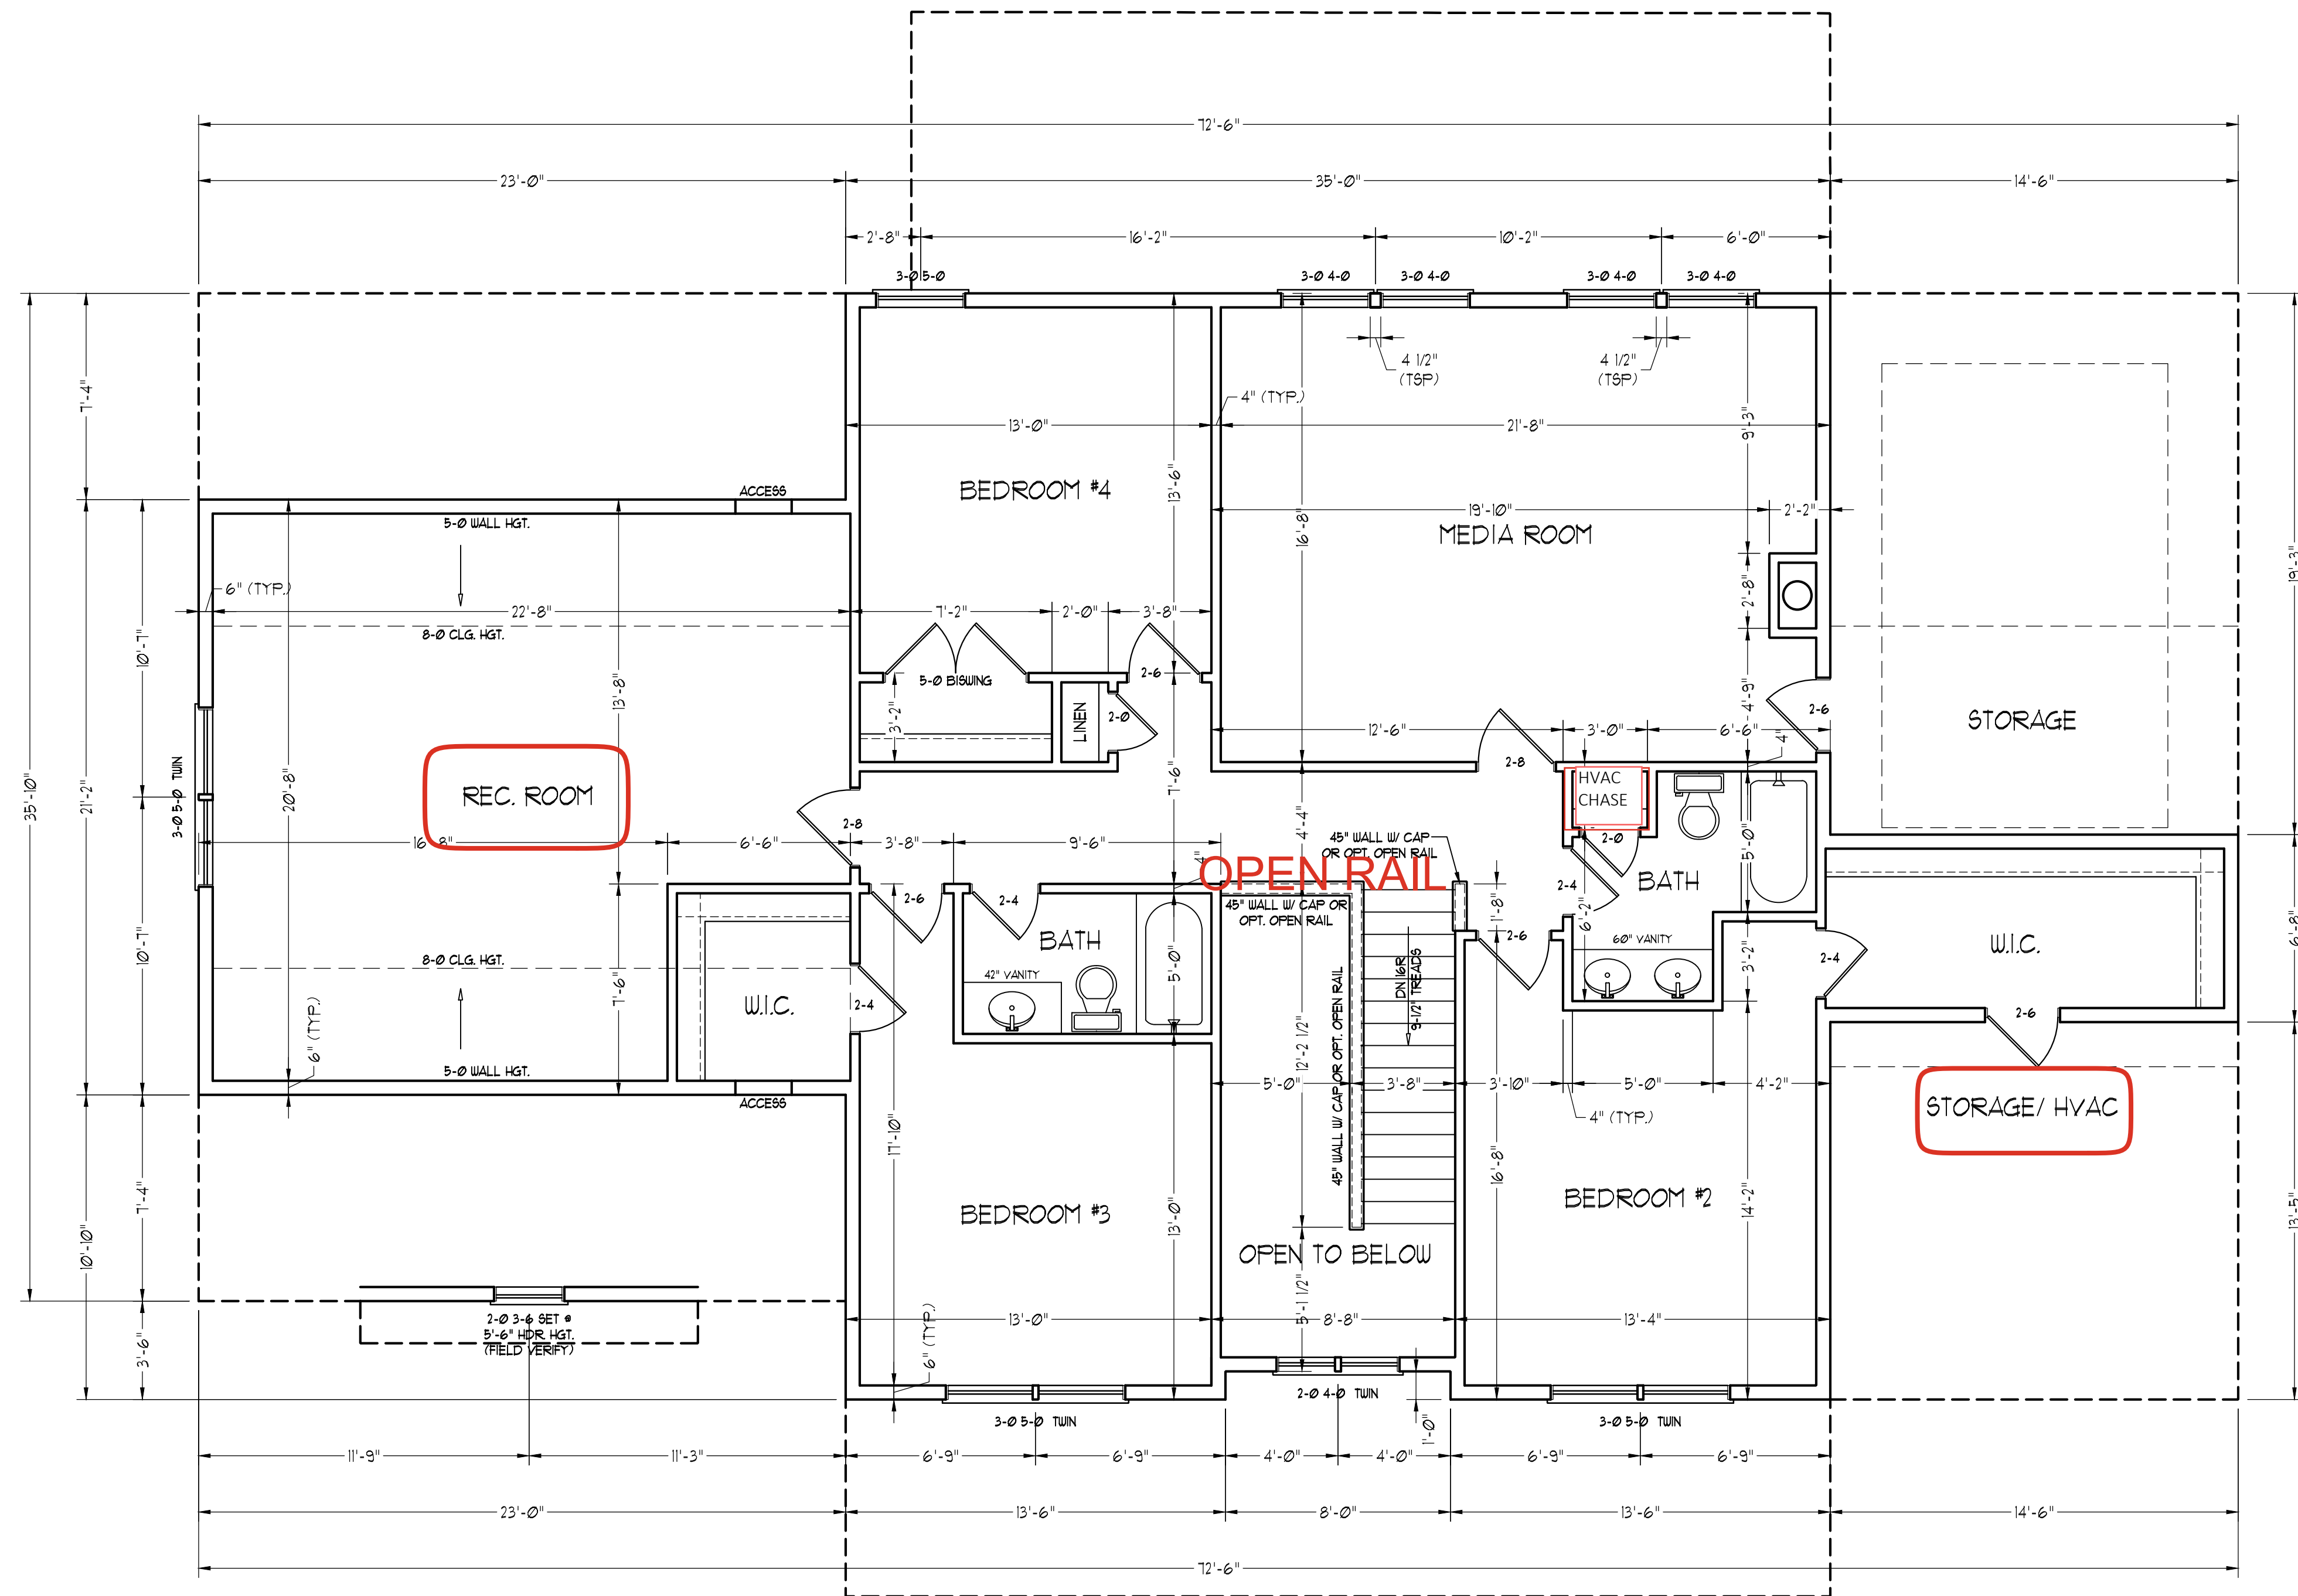 72'-6"
23'-0"
35'-0"
14'-6"
2'-8"
16'-2"
10'-2"
6'-0"
3-0 5-0
3-0 4-0
3-0 4-0
3-0 4-0
3-0 4-0
4 1/2"
(TSP)
4 1/2"
(TSP)
7'-4"
4" (TYP.)
13'-0"
21'-8"
9'-3"
13'-6"
16'-8"
BEDROOM #4
ACCESS
5-0 WALL HGT.
19'-10"
2'-2"
MEDIA ROOM
19'-3"
6" (TYP.)
22'-8"
7'-2"
2'-0"
3'-8"
2'-8"
8-0 CLG. HGT.
10'-7"
13'-8"
5-0 BISWING
2-6
4'-9"
3'-2"
LINEN
2-0
2-6
STORAGE
12'-6"
3'-0"
6'-6"
4"
3-0 5-0 TWIN
35'-10"
21'-2"
20'-8"
REC. ROOM
7'-6"
2-8
HVAC
CHASE
16'-8"
6'-6"
2-8
3'-8"
9'-6"
4'-4"
45" WALL W/ CAP
OR OPT. OPEN RAIL
2-0
5'-0"
4"
OPEN RAIL
2-4
BATH
2-6
2-4
45" WALL W/ CAP OR
OPT. OPEN RAIL
1'-8"
6'-2"
10'-7"
BATH
2-6
60" VANITY
W.I.C.
6'-8"
8-0 CLG. HGT.
42" VANITY
5'-0"
DN 16R
9-1/2" TREADS
3'-2"
2-4
7'-6"
W.I.C.
2-4
2-6
6" (TYP.)
12'-2 1/2"
45" WALL W/ CAP OR OPT. OPEN RAIL
5-0 WALL HGT.
5'-0"
3'-8"
3'-10"
5'-0"
4'-2"
ACCESS
4" (TYP.)
STORAGE/ HVAC
17'-10"
16'-8"
10'-10"
7'-4"
BEDROOM #3
13'-0"
BEDROOM #2
14'-2"
13'-5"
OPEN TO BELOW
5'-1 1/2"
2-0 3-6 SET @
5'-6" HDR. HGT.
(FIELD VERIFY)
3'-6"
6" (TYP.)
13'-0"
8'-8"
13'-4"
2-0 4-0 TWIN
3-0 5-0 TWIN
3-0 5-0 TWIN
1'-0"
11'-9"
11'-3"
6'-9"
6'-9"
4'-0"
4'-0"
6'-9"
6'-9"
23'-0"
13'-6"
8'-0"
13'-6"
14'-6"
72'-6"